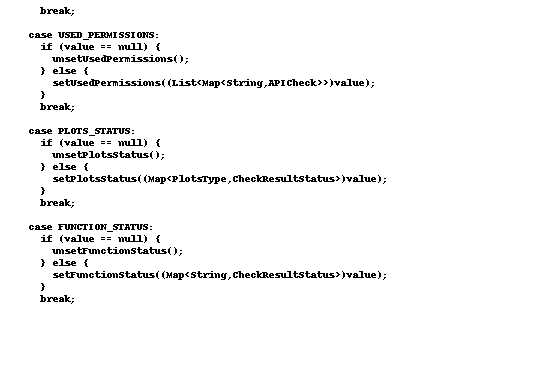 break;
case USED_PERMISSIONS:
if (value == null) {
unsetUsedPermissions();
} else {
setUsedPermissions((List<Map<String,APICheck>>)value);
}
break;
case PLOTS_STATUS:
if (value == null) {
unsetPlotsStatus();
} else {
setPlotsStatus((Map<PlotsType,CheckResultStatus>)value);
}
break;
case FUNCTION_STATUS:
if (value == null) {
unsetFunctionStatus();
} else {
setFunctionStatus((Map<String,CheckResultStatus>)value);
}
break;